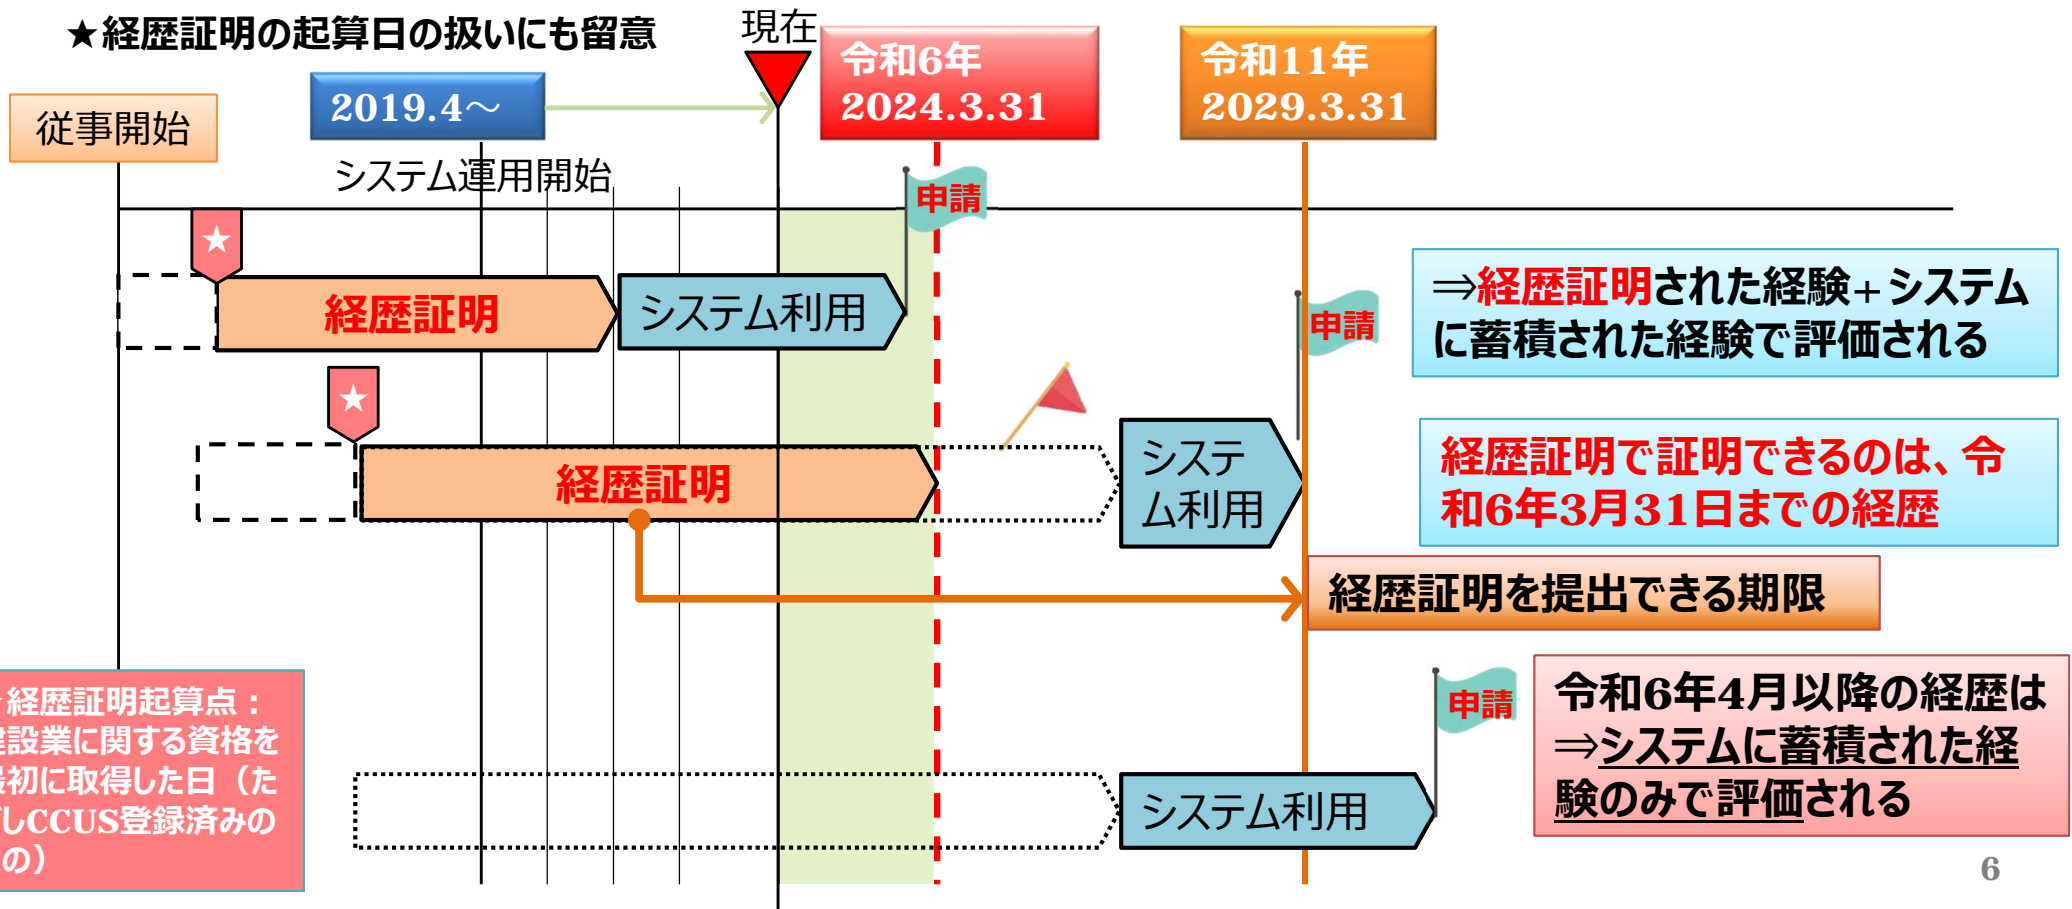 ★経歴証明の起算日の扱いにも留意
現在
令和6年
2024.3.31
令和11年
2029.3.31
2019.4～
従事開始
システム運用開始
申請
★
経歴証明
システム利用
⇒経歴証明された経験+システム
に蓄積された経験で評価される
申請
★
経歴証明
システ
ム利用
経歴証明で証明できるのは、令
和6年3月31日までの経歴
経歴証明を提出できる期限
経歴証明起算点：
建設業に関する資格を
最初に取得した日（た
だしCCUS登録済みの
の）
申請
システム利用
令和6年4月以降の経歴は
⇒システムに蓄積された経
験のみで評価される
6